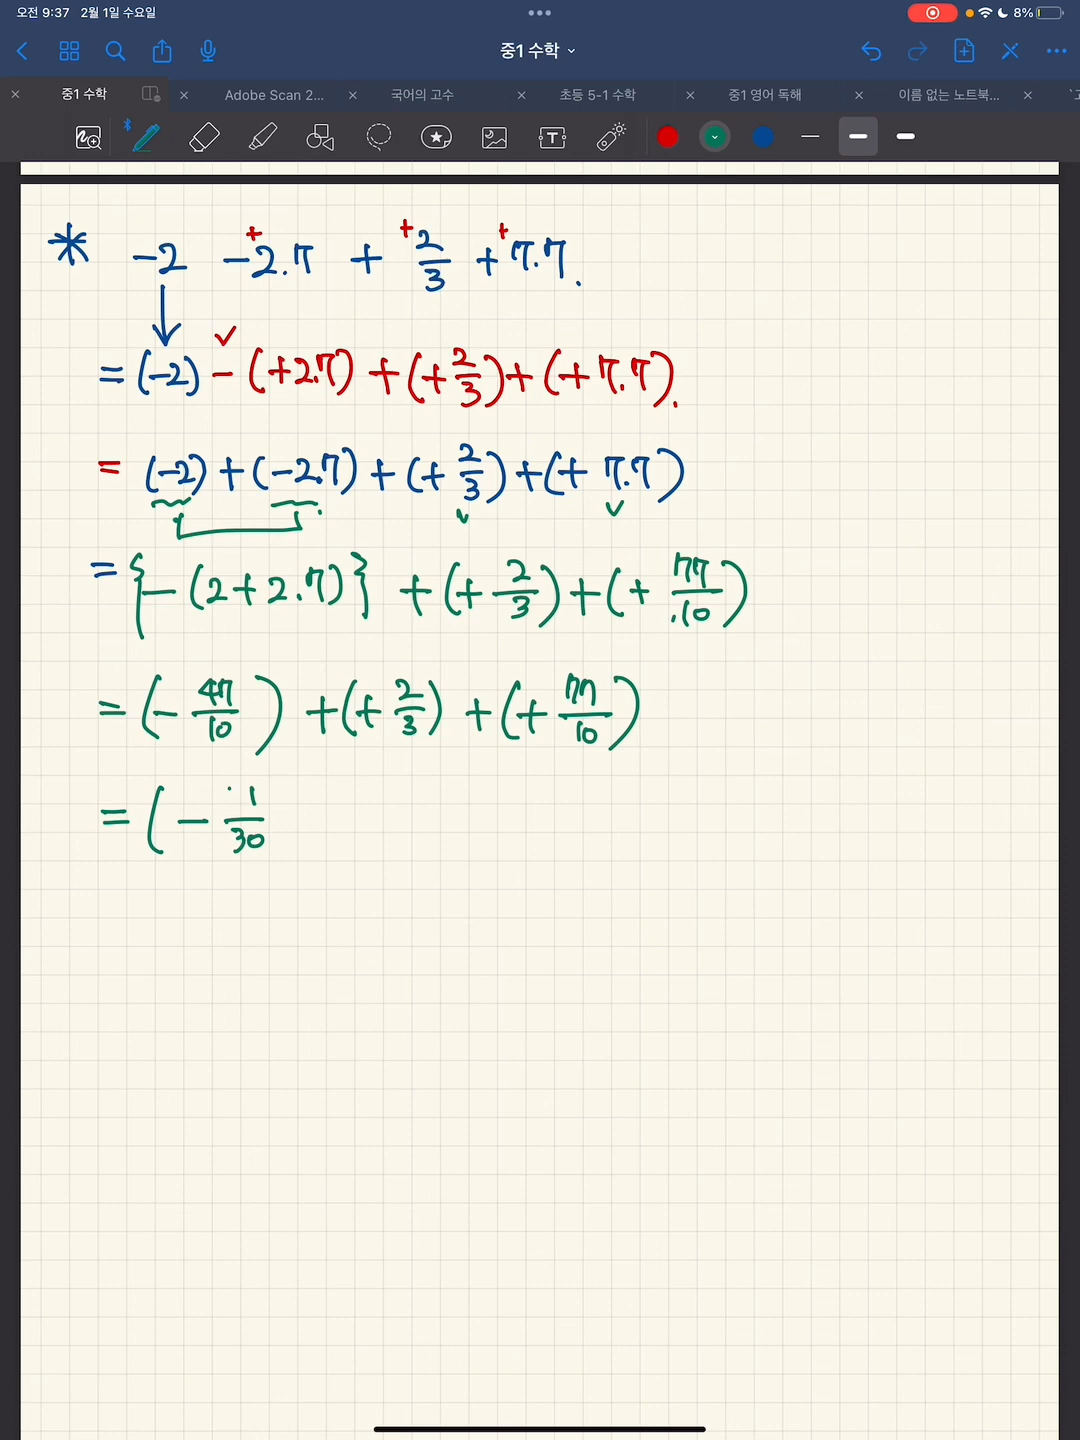 오전 9:37 2월 1일 수요일 8%
중1 수학
중1 수학 Adobe Scan 2... 국어의 고수 초등 5-1 수학 중1 영어 독해 이름 없는 노트북...
+ + +
* -2 -2.7 + 2/3 +7.7.
= (-2) - (+2.7) + (+2/3) + (+7.7).
= (-2) + (-2.7) + (+2/3) + (+7.7)
= {-(2+2.7)} + (+2/3) + (+77/10)
= (-47/10) + (+2/3) + (+77/10)
= (- 1/30